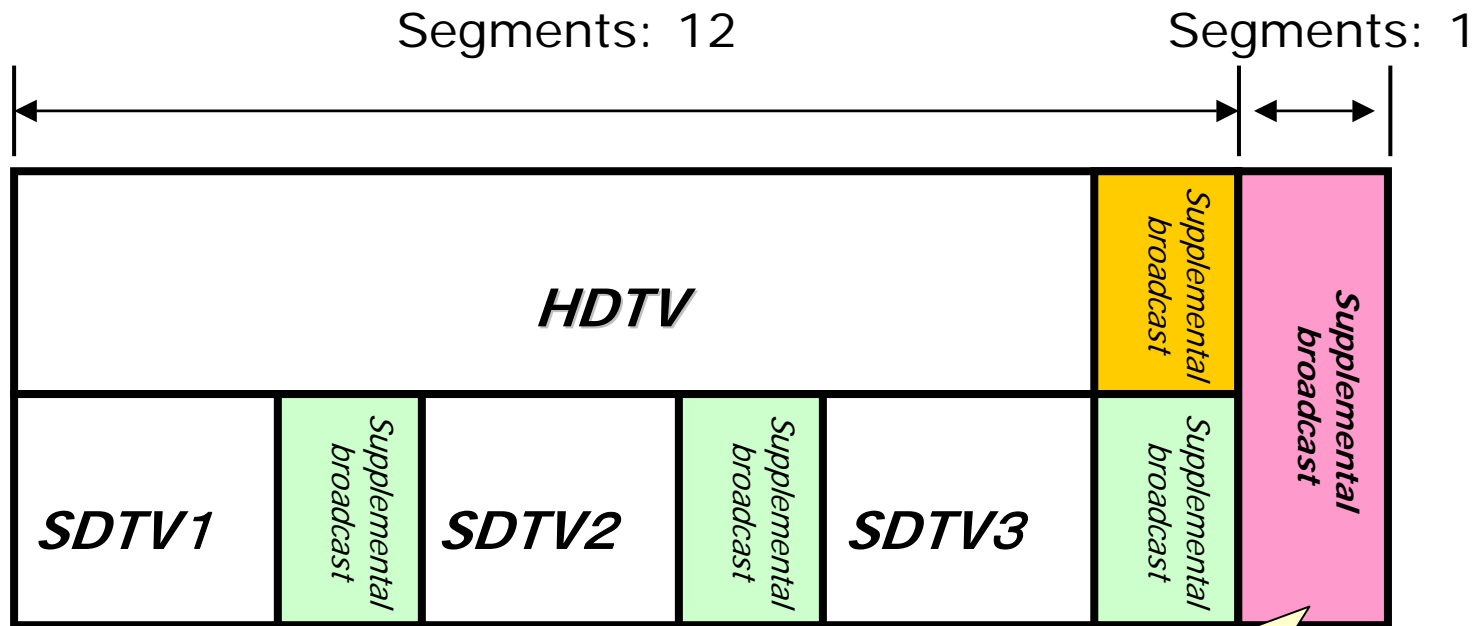 Segments: 12
Segments: 1
HDTV
Supplemental
broadcast
Supplemental
broadcast
SDTV1
Supplemental
broadcast
SDTV2
Supplemental
broadcast
SDTV3
Supplemental
broadcast